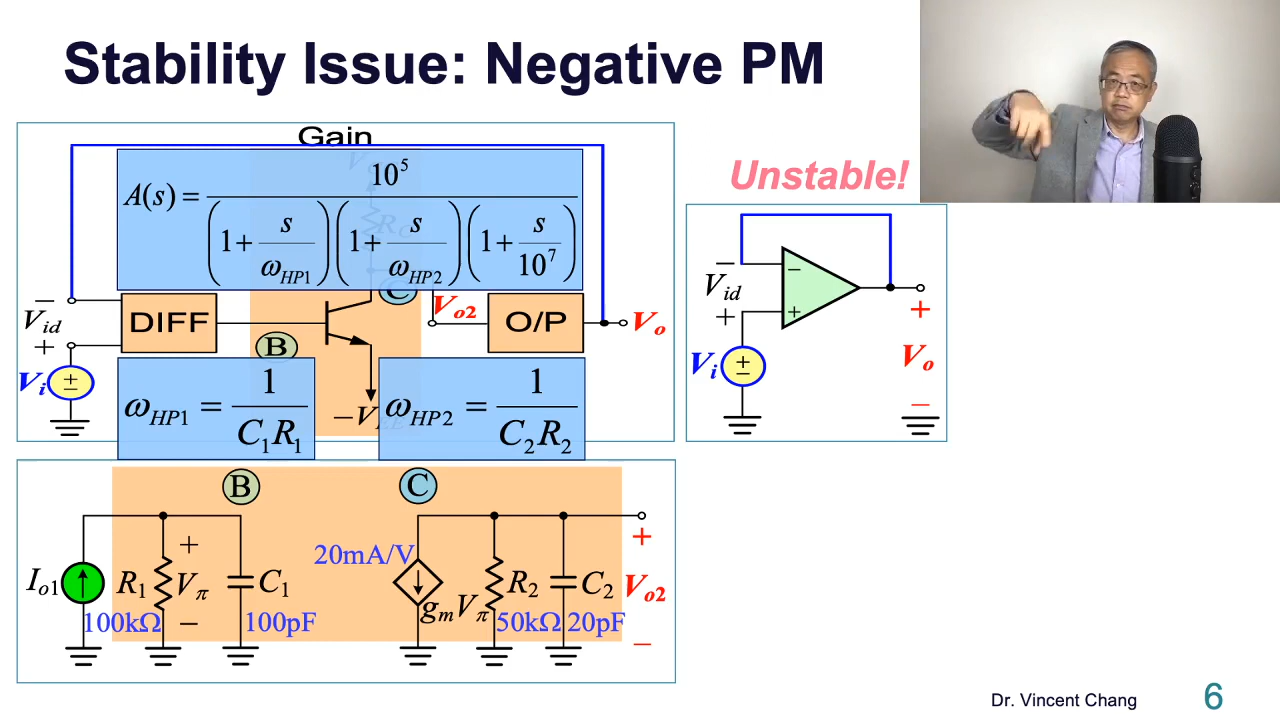 Stability Issue: Negative PM
Gain
A(s) = 10^5 / (1 + s/ω_HP1)(1 + s/ω_HP2)(1 + s/10^7)
R_C
C
− V_id +
DIFF
B
V_o2
O/P
V_o
V_i
ω_HP1 = 1/(C_1R_1)
−V_EE
ω_HP2 = 1/(C_2R_2)
Unstable!
− V_id +
−
+
V_i
+ V_o −
B
C
I_o1
R_1
100kΩ
+ V_π −
C_1
100pF
20mA/V
g_mV_π
R_2
50kΩ
C_2
20pF
+ V_o2 −
Dr. Vincent Chang
6